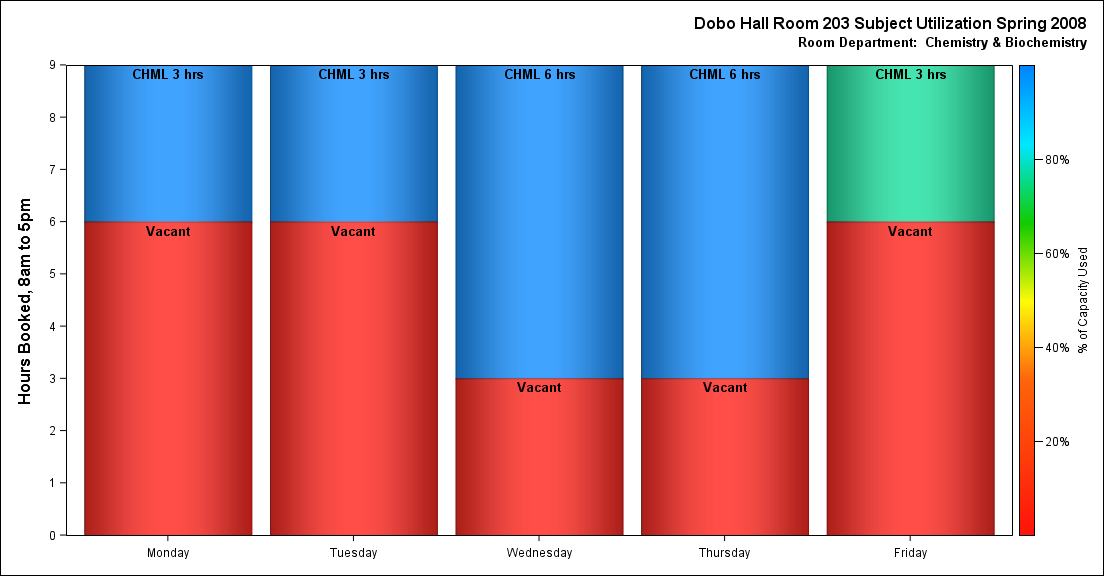 Dobo Hall Room 203 Subject Utilization Spring 2008
Room Department:  Chemistry & Biochemistry
Hours Booked, 8am to 5pm
9
8
7
6
5
4
3
2
1
0
CHML 3 hrs
Vacant
CHML 3 hrs
Vacant
CHML 6 hrs
Vacant
CHML 6 hrs
Vacant
CHML 3 hrs
Vacant
Monday
Tuesday
Wednesday
Thursday
Friday
80%
60%
40%
20%
% of Capacity Used